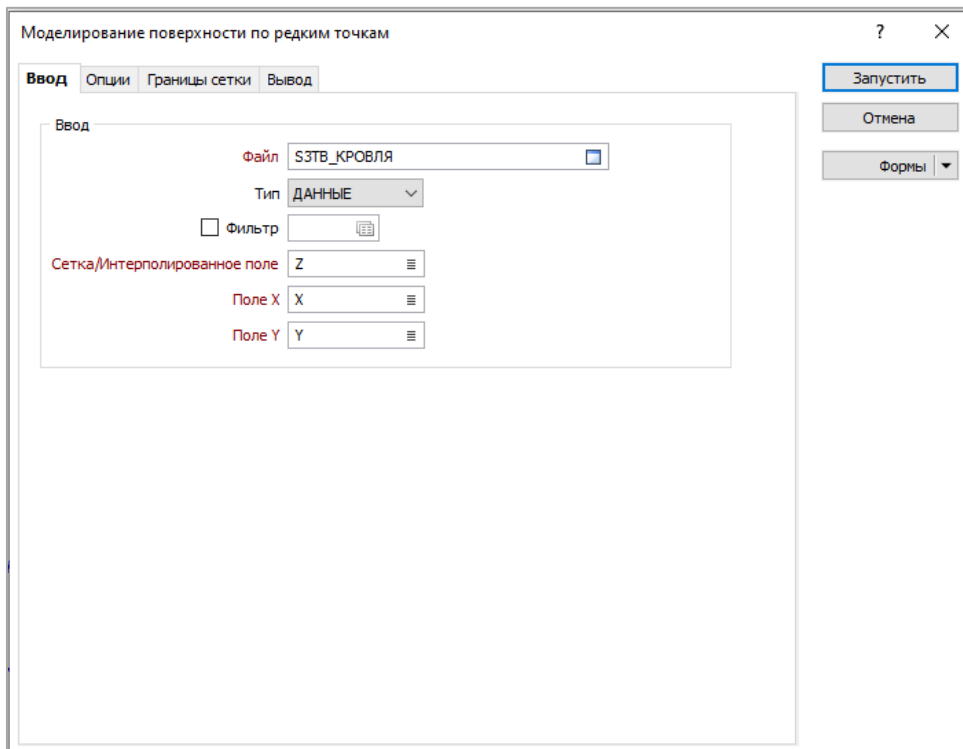 Моделирование поверхности по редким точкам ?
Ввод Опции Границы сетки Вывод
Запустить
Отмена
Формы
Ввод
Файл S3TB_КРОВЛЯ
Тип ДАННЫЕ
Фильтр
Сетка/Интерполированное поле Z
Поле X X
Поле Y Y